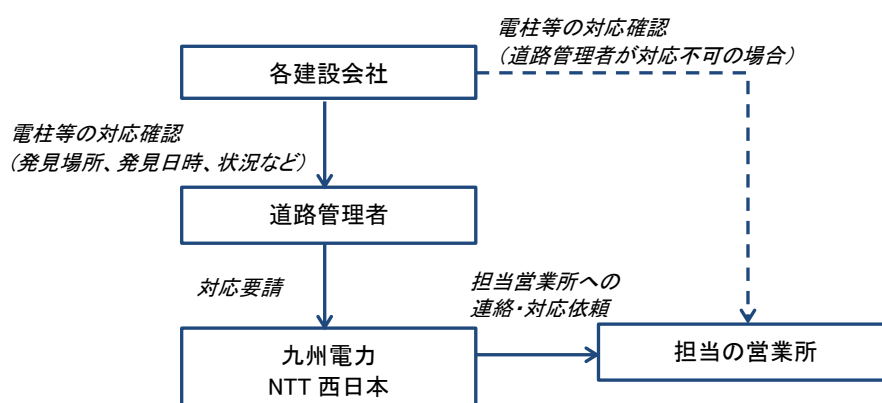 電柱等の対応確認
（道路管理者が対応不可の場合）
各建設会社
電柱等の対応確認
（発見場所、発見日時、状況など）
道路管理者
対応要請
担当営業所への
連絡・対応依頼
九州電力
NTT 西日本
担当の営業所